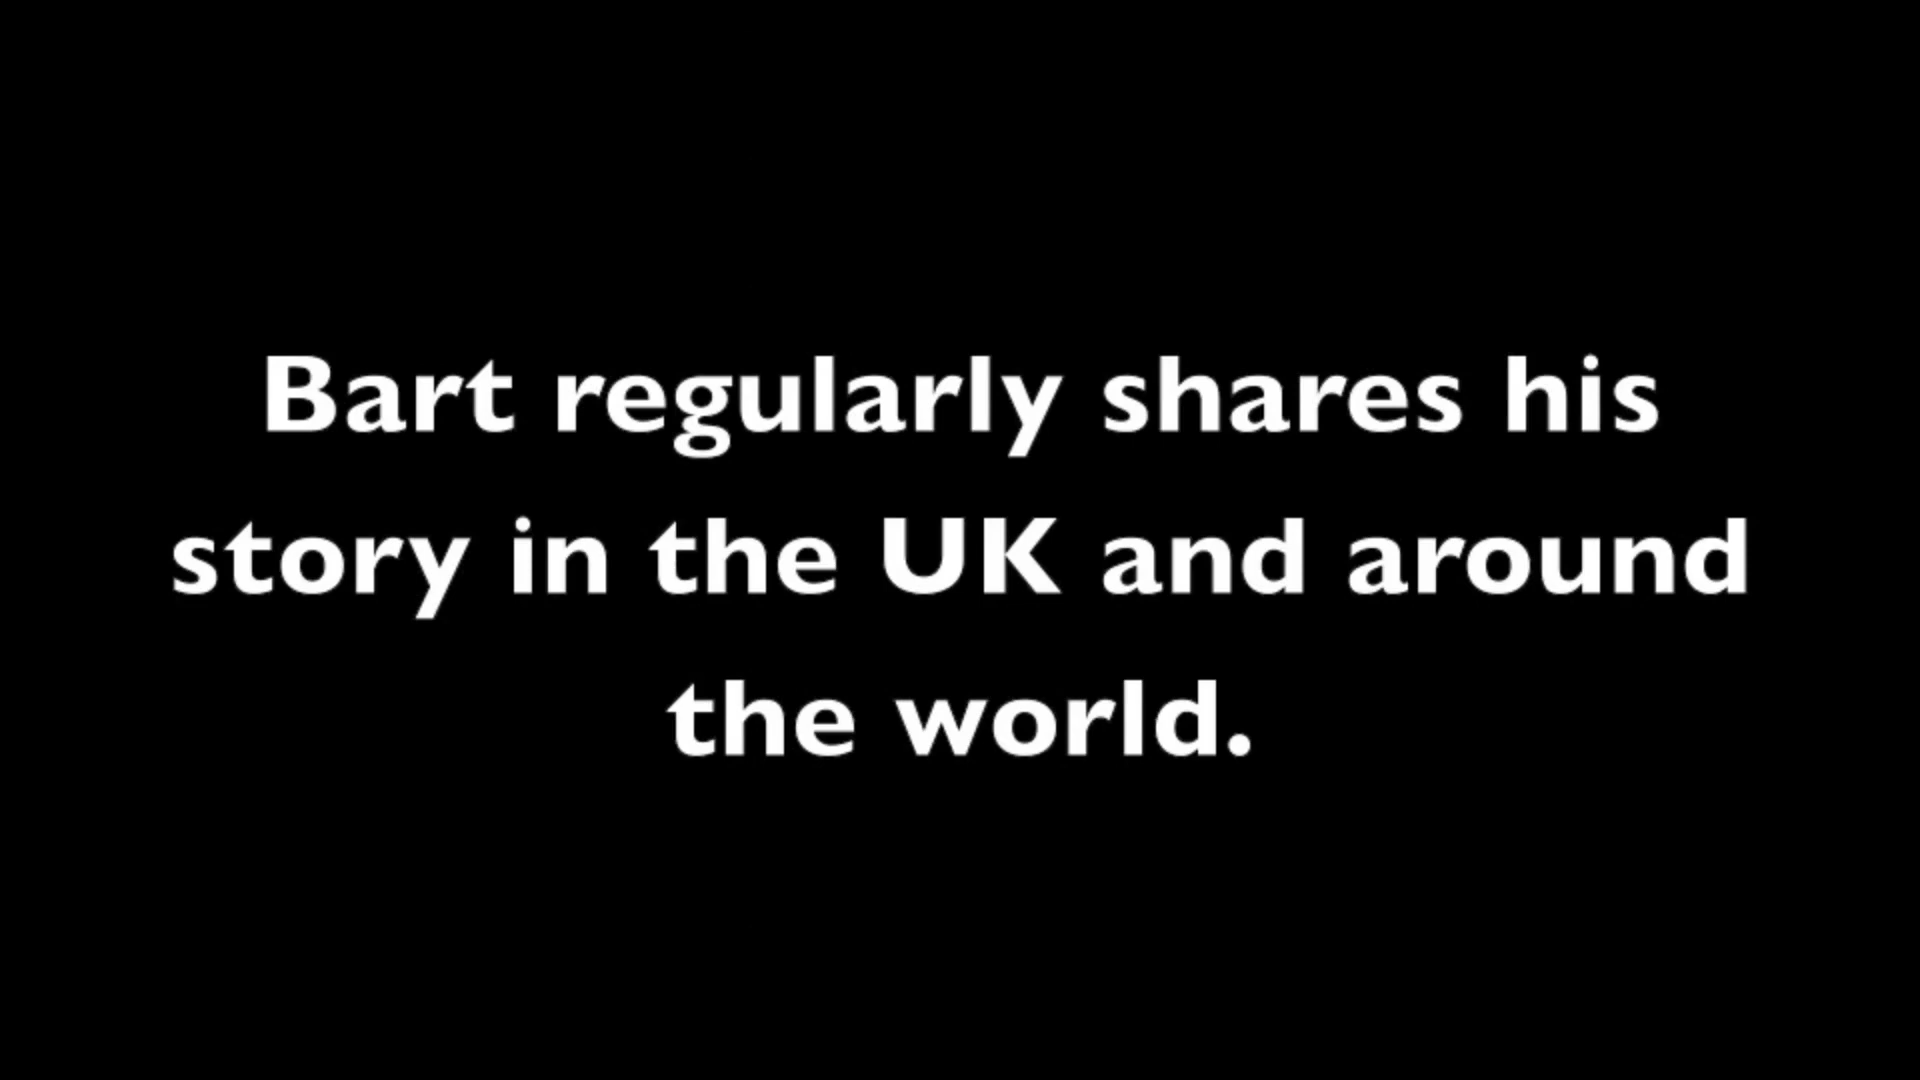 Bart regularly shares his
story in the UK and around
the world.